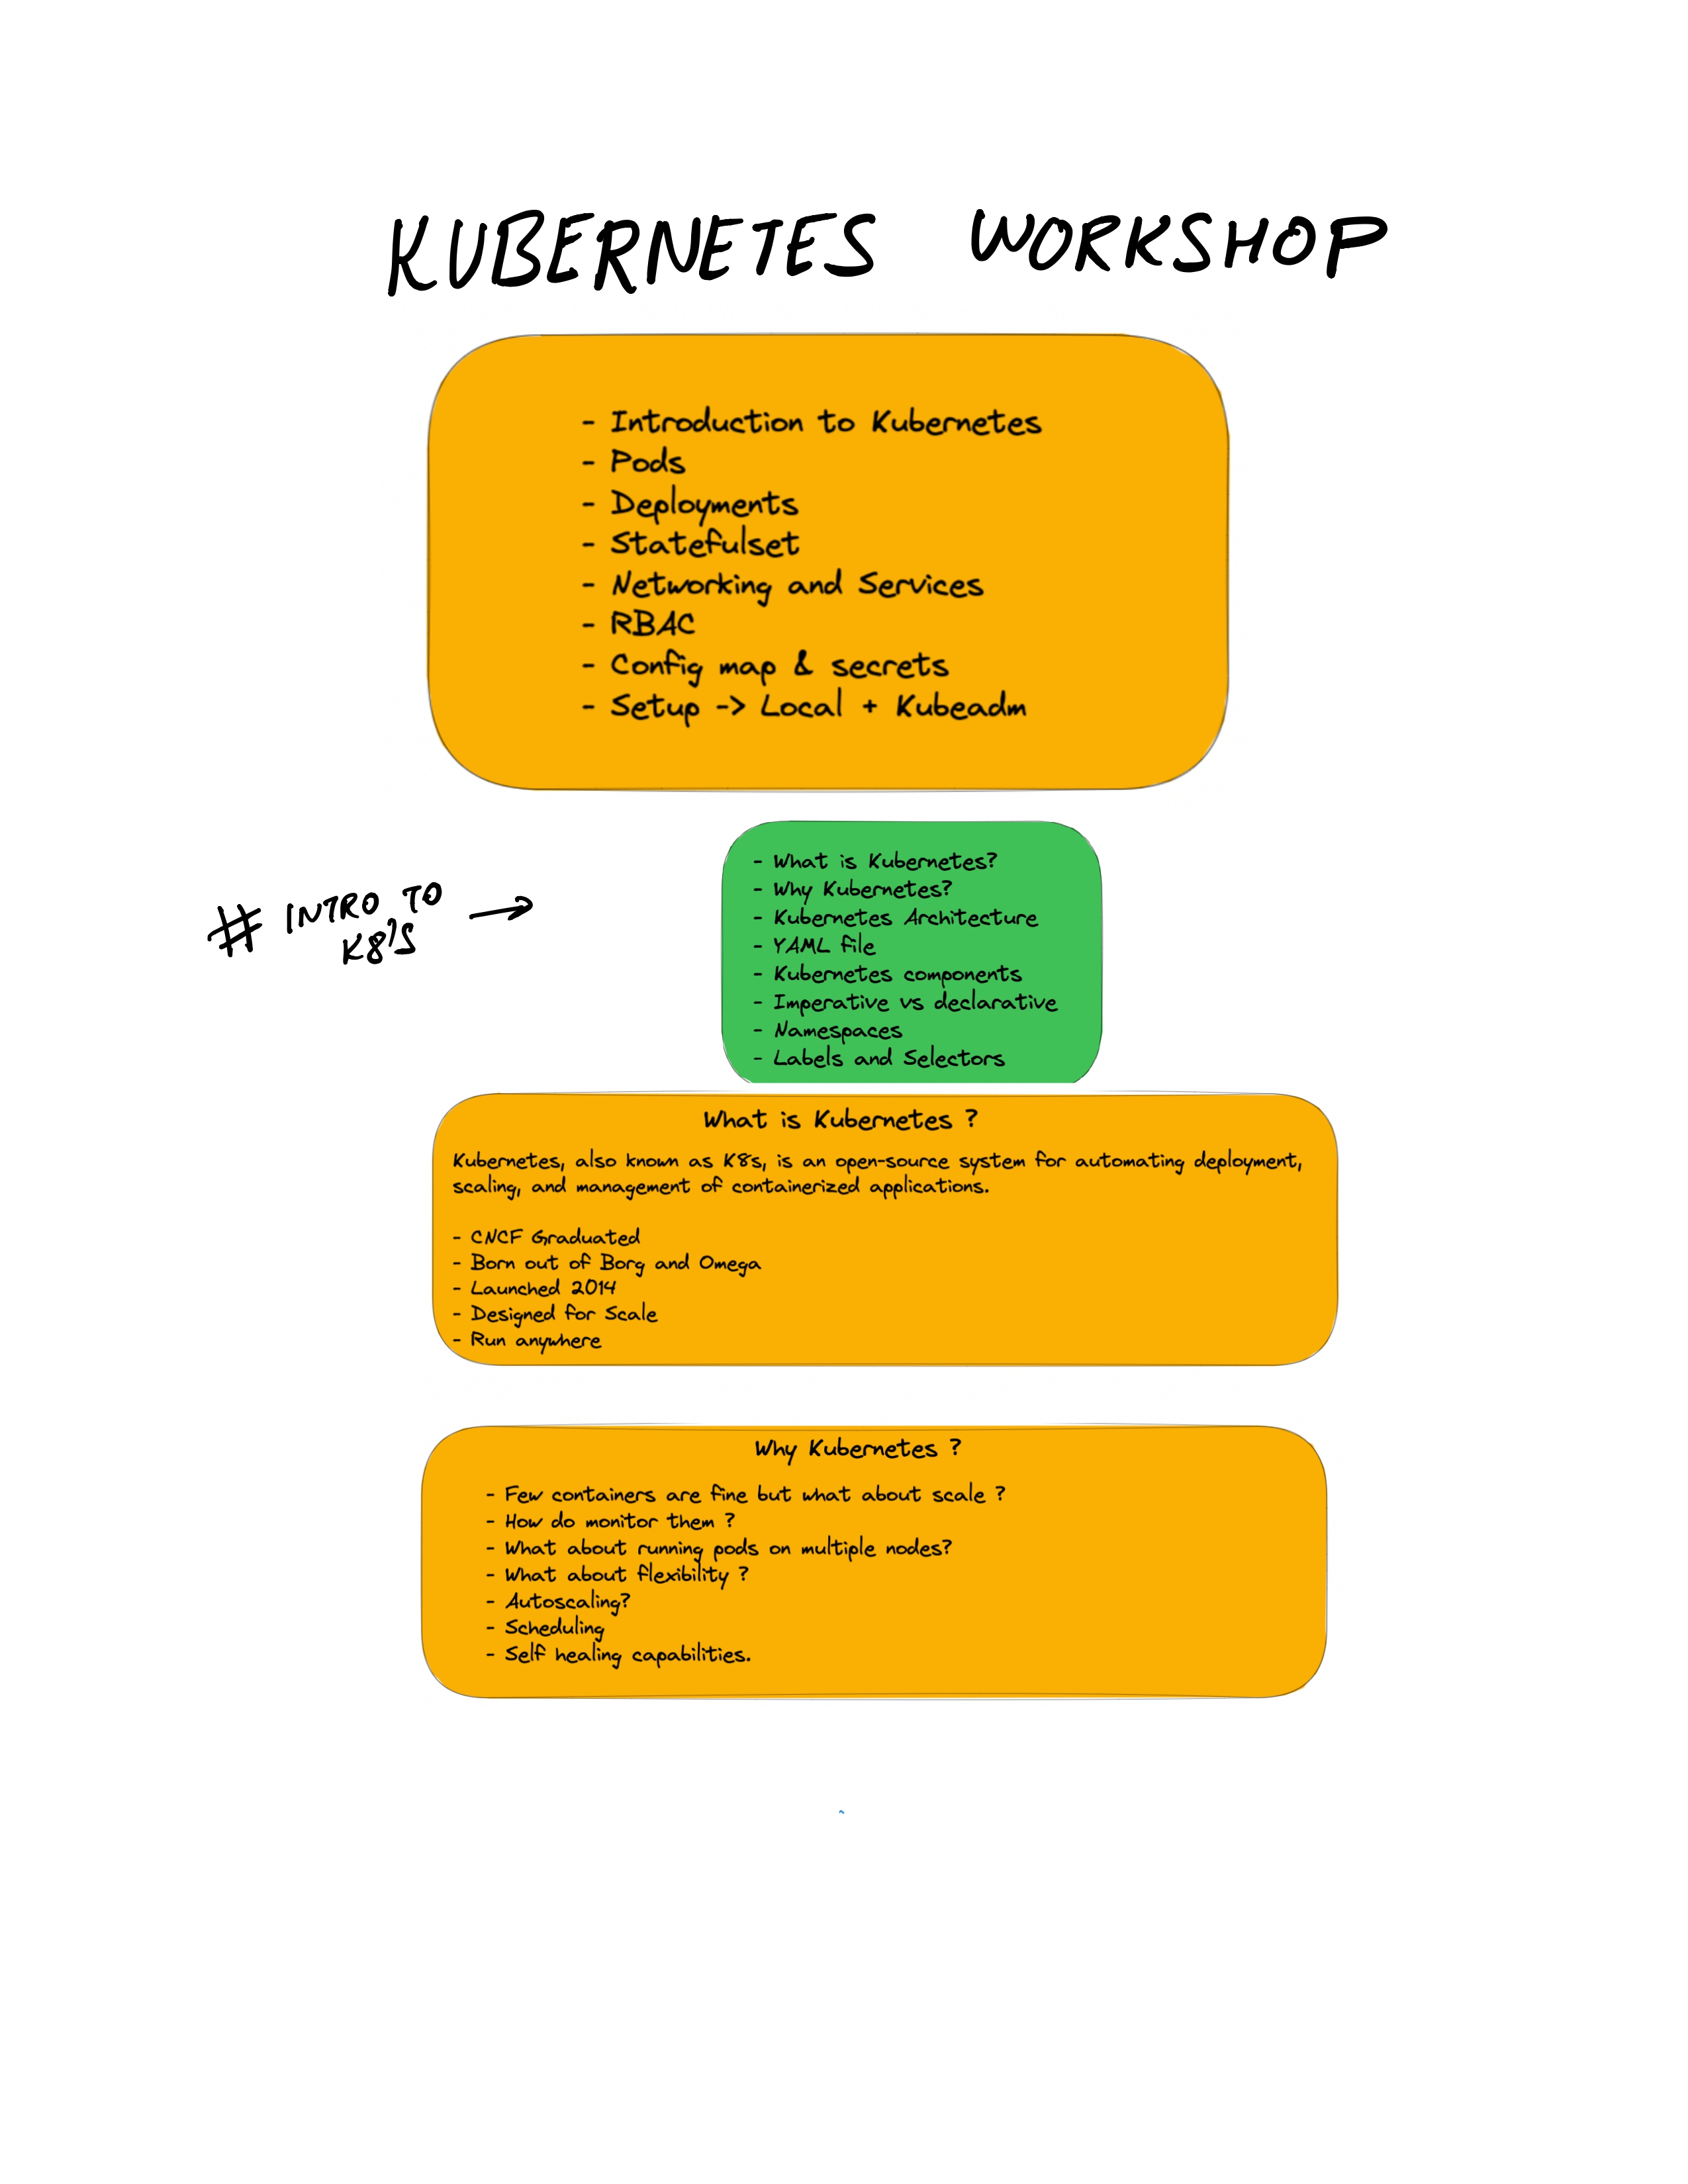 KUBERNETES WORKSHOP
- Introduction to Kubernetes
- Pods
- Deployments
- Statefulset
- Networking and Services
- RBAC
- Config map & secrets
- Setup -> Local + Kubeadm
# INTRO TO
K8'S →
- What is Kubernetes?
- Why Kubernetes?
- Kubernetes Architecture
- YAML file
- Kubernetes components
- Imperative vs declarative
- Namespaces
- Labels and Selectors
What is Kubernetes ?
Kubernetes, also known as K8s, is an open-source system for automating deployment,
scaling, and management of containerized applications.
- CNCF Graduated
- Born out of Borg and Omega
- Launched 2014
- Designed for Scale
- Run anywhere
Why Kubernetes ?
- Few containers are fine but what about scale ?
- How do monitor them ?
- What about running pods on multiple nodes?
- What about flexibility ?
- Autoscaling?
- Scheduling
- Self healing capabilities.